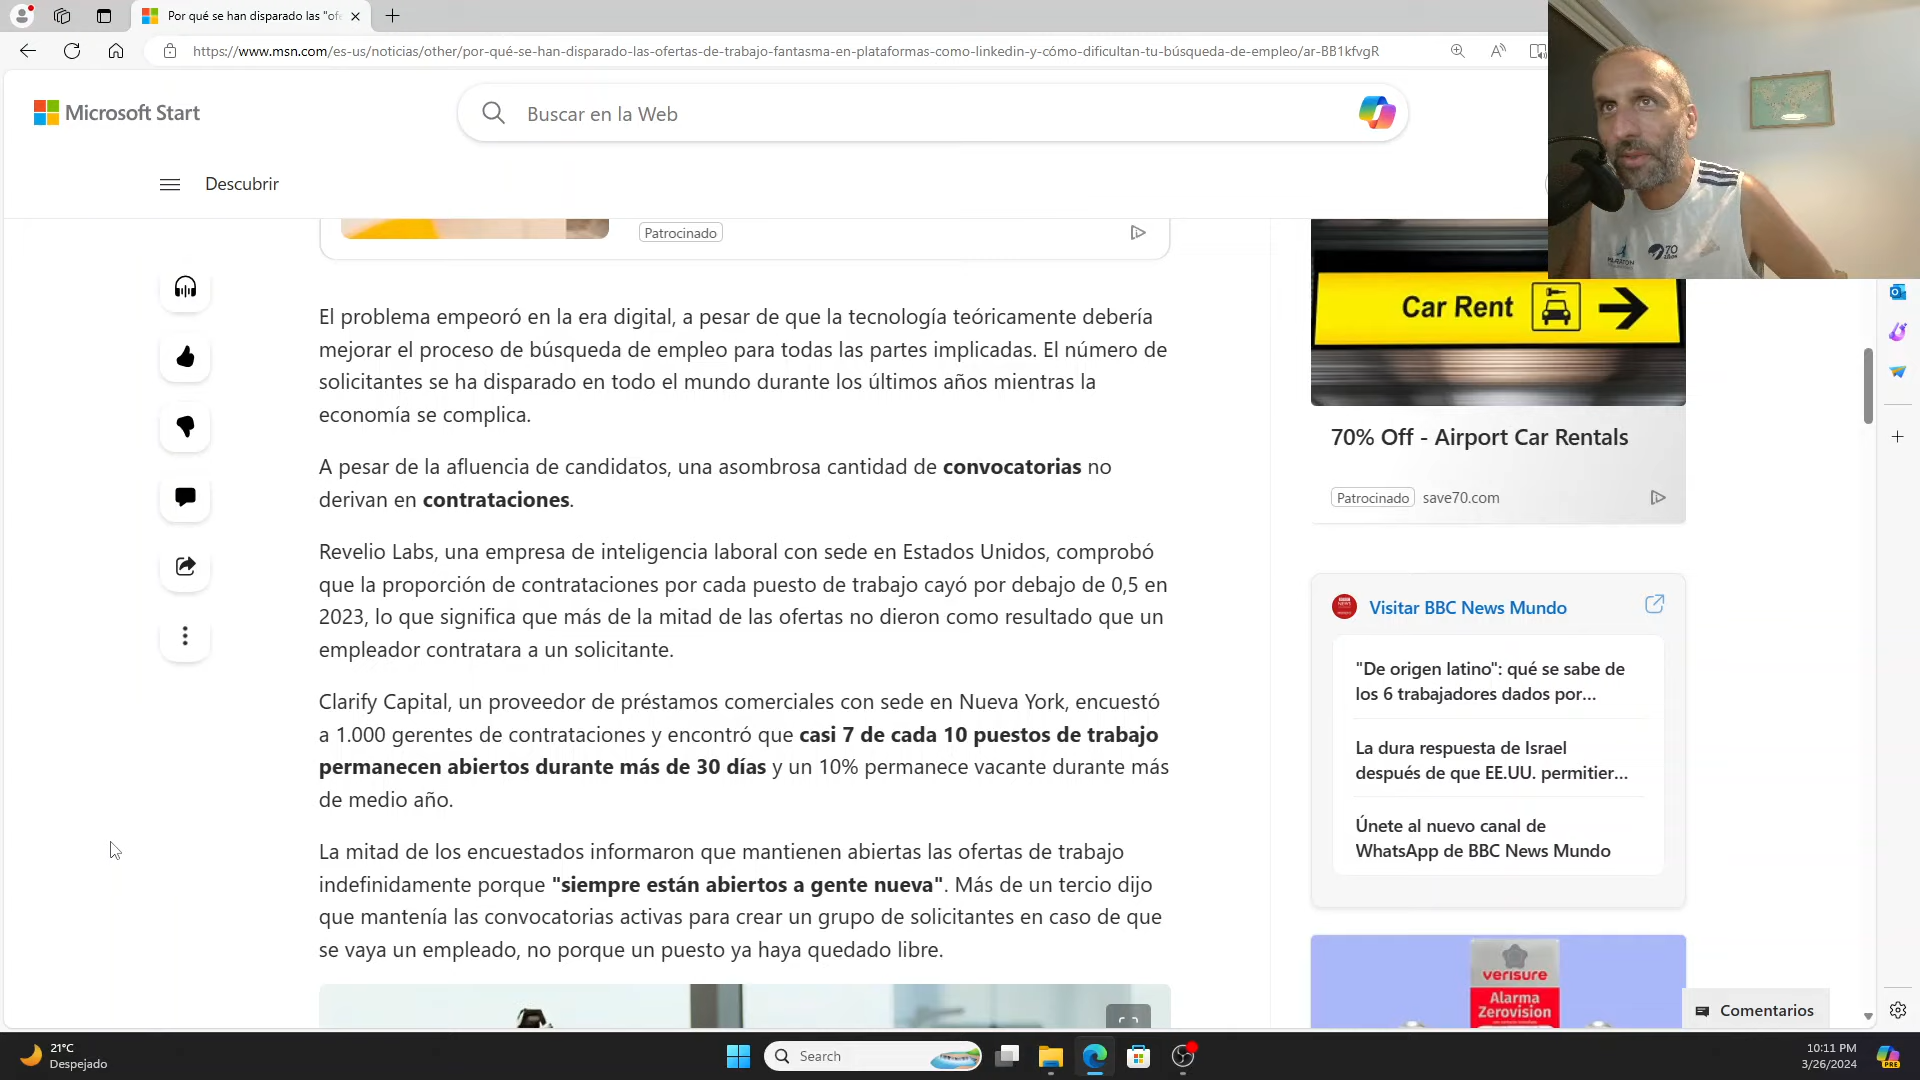 Por qué se han disparado las "ofe
https://www.msn.com/es-us/noticias/other/por-qué-se-han-disparado-las-ofertas-de-trabajo-fantasma-en-plataformas-como-linkedin-y-cómo-dificultan-tu-búsqueda-de-empleo/ar-BB1kfvgR
Microsoft Start
Buscar en la Web
Descubrir
Patrocinado
El problema empeoró en la era digital, a pesar de que la tecnología teóricamente debería
mejorar el proceso de búsqueda de empleo para todas las partes implicadas. El número de
solicitantes se ha disparado en todo el mundo durante los últimos años mientras la
economía se complica.
A pesar de la afluencia de candidatos, una asombrosa cantidad de convocatorias no
derivan en contrataciones.
Revelio Labs, una empresa de inteligencia laboral con sede en Estados Unidos, comprobó
que la proporción de contrataciones por cada puesto de trabajo cayó por debajo de 0,5 en
2023, lo que significa que más de la mitad de las ofertas no dieron como resultado que un
empleador contratara a un solicitante.
Clarify Capital, un proveedor de préstamos comerciales con sede en Nueva York, encuestó
a 1.000 gerentes de contrataciones y encontró que casi 7 de cada 10 puestos de trabajo
permanecen abiertos durante más de 30 días y un 10% permanece vacante durante más
de medio año.
La mitad de los encuestados informaron que mantienen abiertas las ofertas de trabajo
indefinidamente porque "siempre están abiertos a gente nueva". Más de un tercio dijo
que mantenía las convocatorias activas para crear un grupo de solicitantes en caso de que
se vaya un empleado, no porque un puesto ya haya quedado libre.
Car Rent
70% Off - Airport Car Rentals
Patrocinado save70.com
Visitar BBC News Mundo
"De origen latino": qué se sabe de
los 6 trabajadores dados por...
La dura respuesta de Israel
después de que EE.UU. permitier...
Únete al nuevo canal de
WhatsApp de BBC News Mundo
verisure
Alarma
Zerovision
Comentarios
70
años
21°C
Despejado
Search
10:11 PM
3/26/2024
PRE